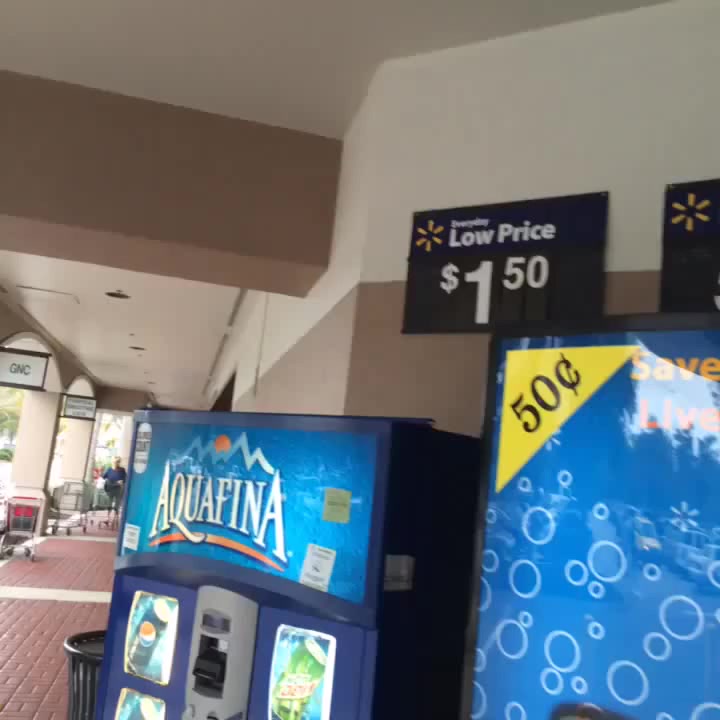 Everyday
Low Price
$1 50
50¢
Save
Live
GNC
AQUAFINA